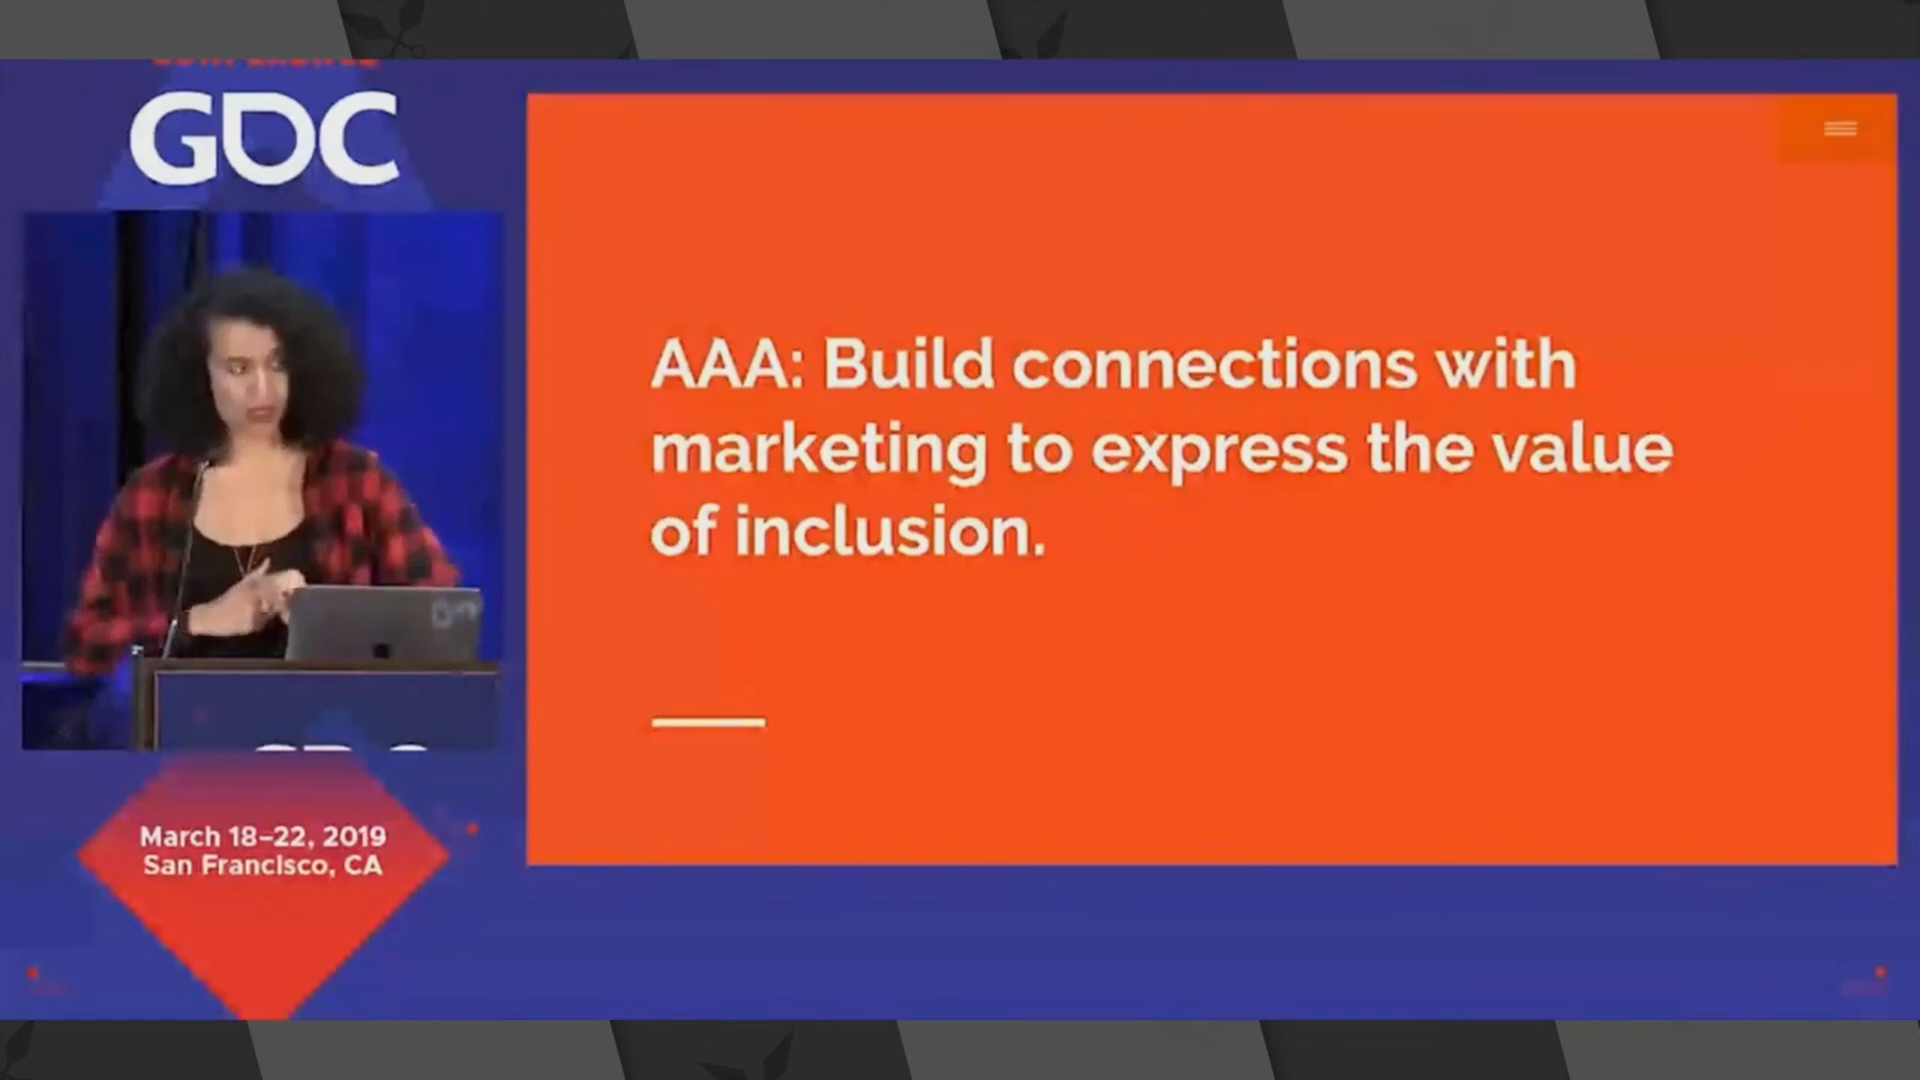 GDC
AAA: Build connections with
marketing to express the value
of inclusion.
March 18–22, 2019
San Francisco, CA